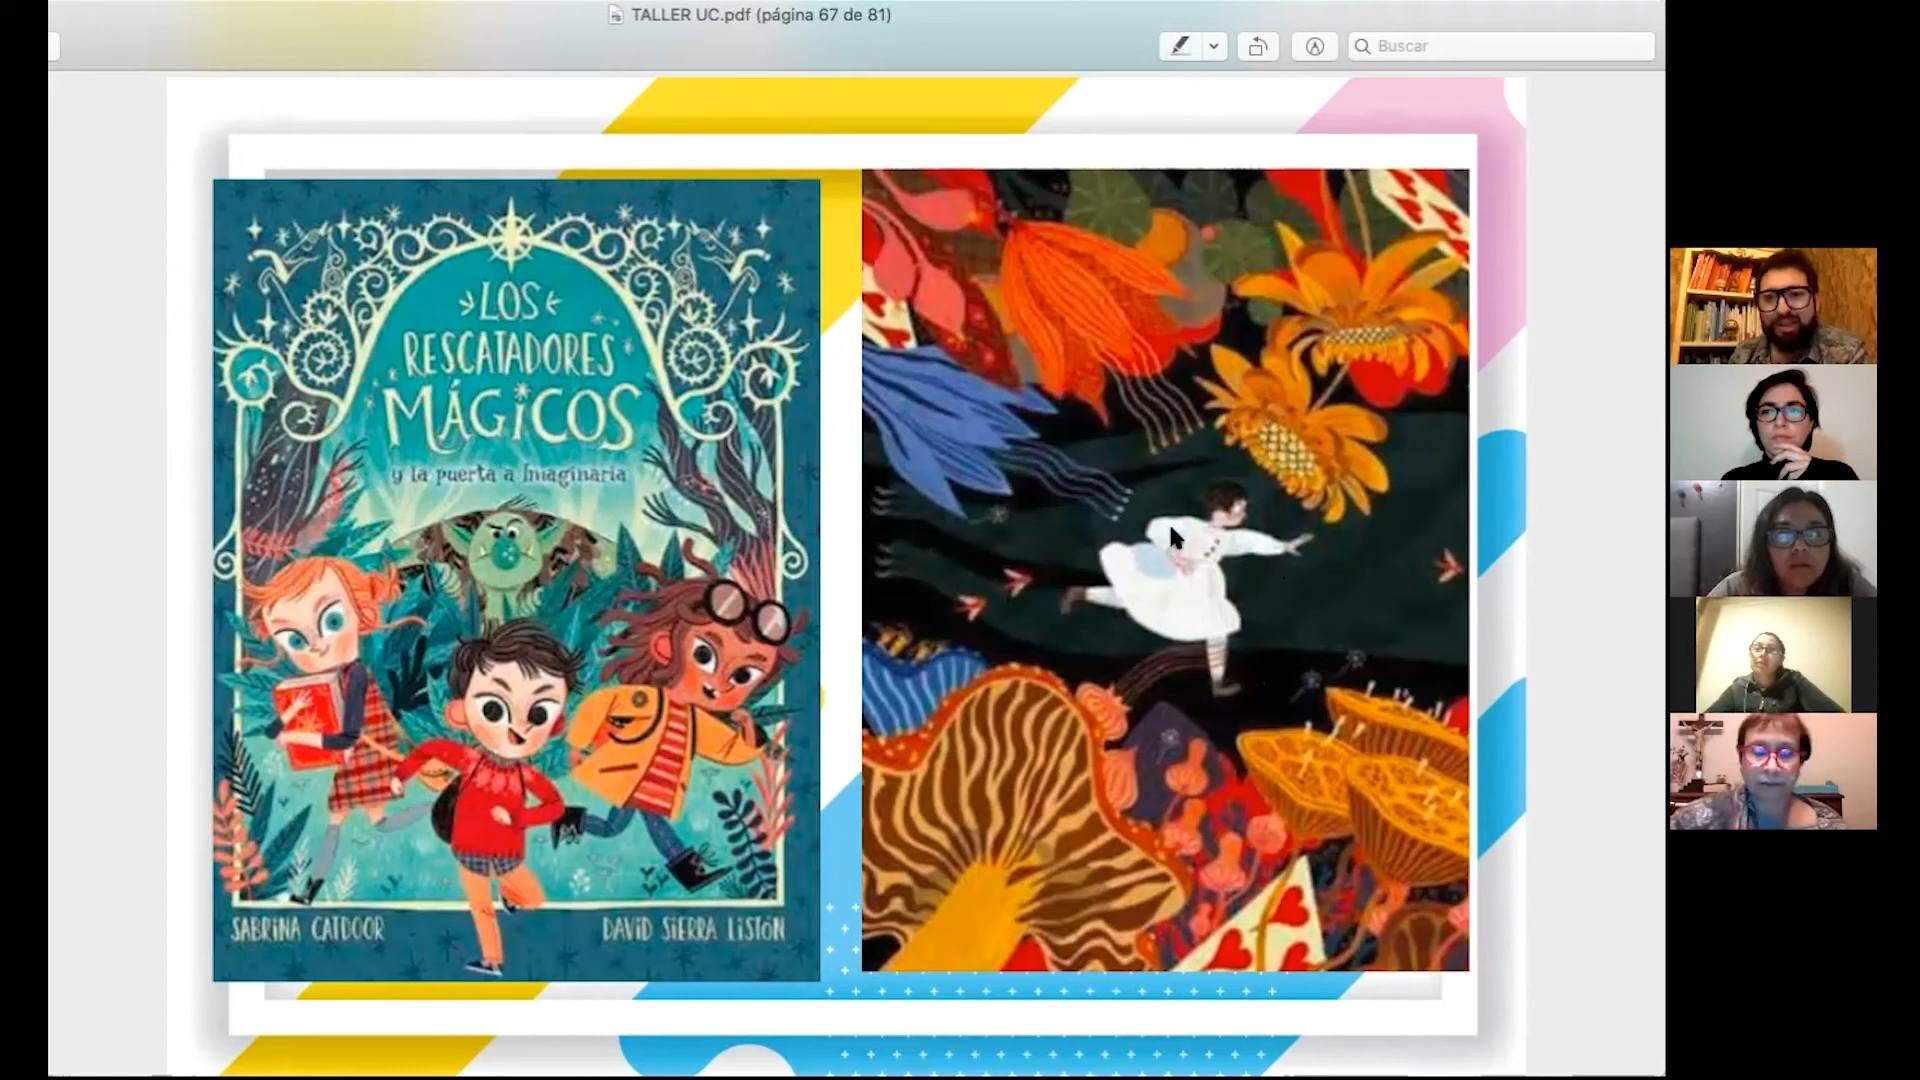 TALLER UC.pdf (página 67 de 81)
Buscar
LOS
RESCATADORES
MÁGICOS
y la puerta a Imaginaria
SABRINA CATDOOR
DAVID SIERRA LISTÓN